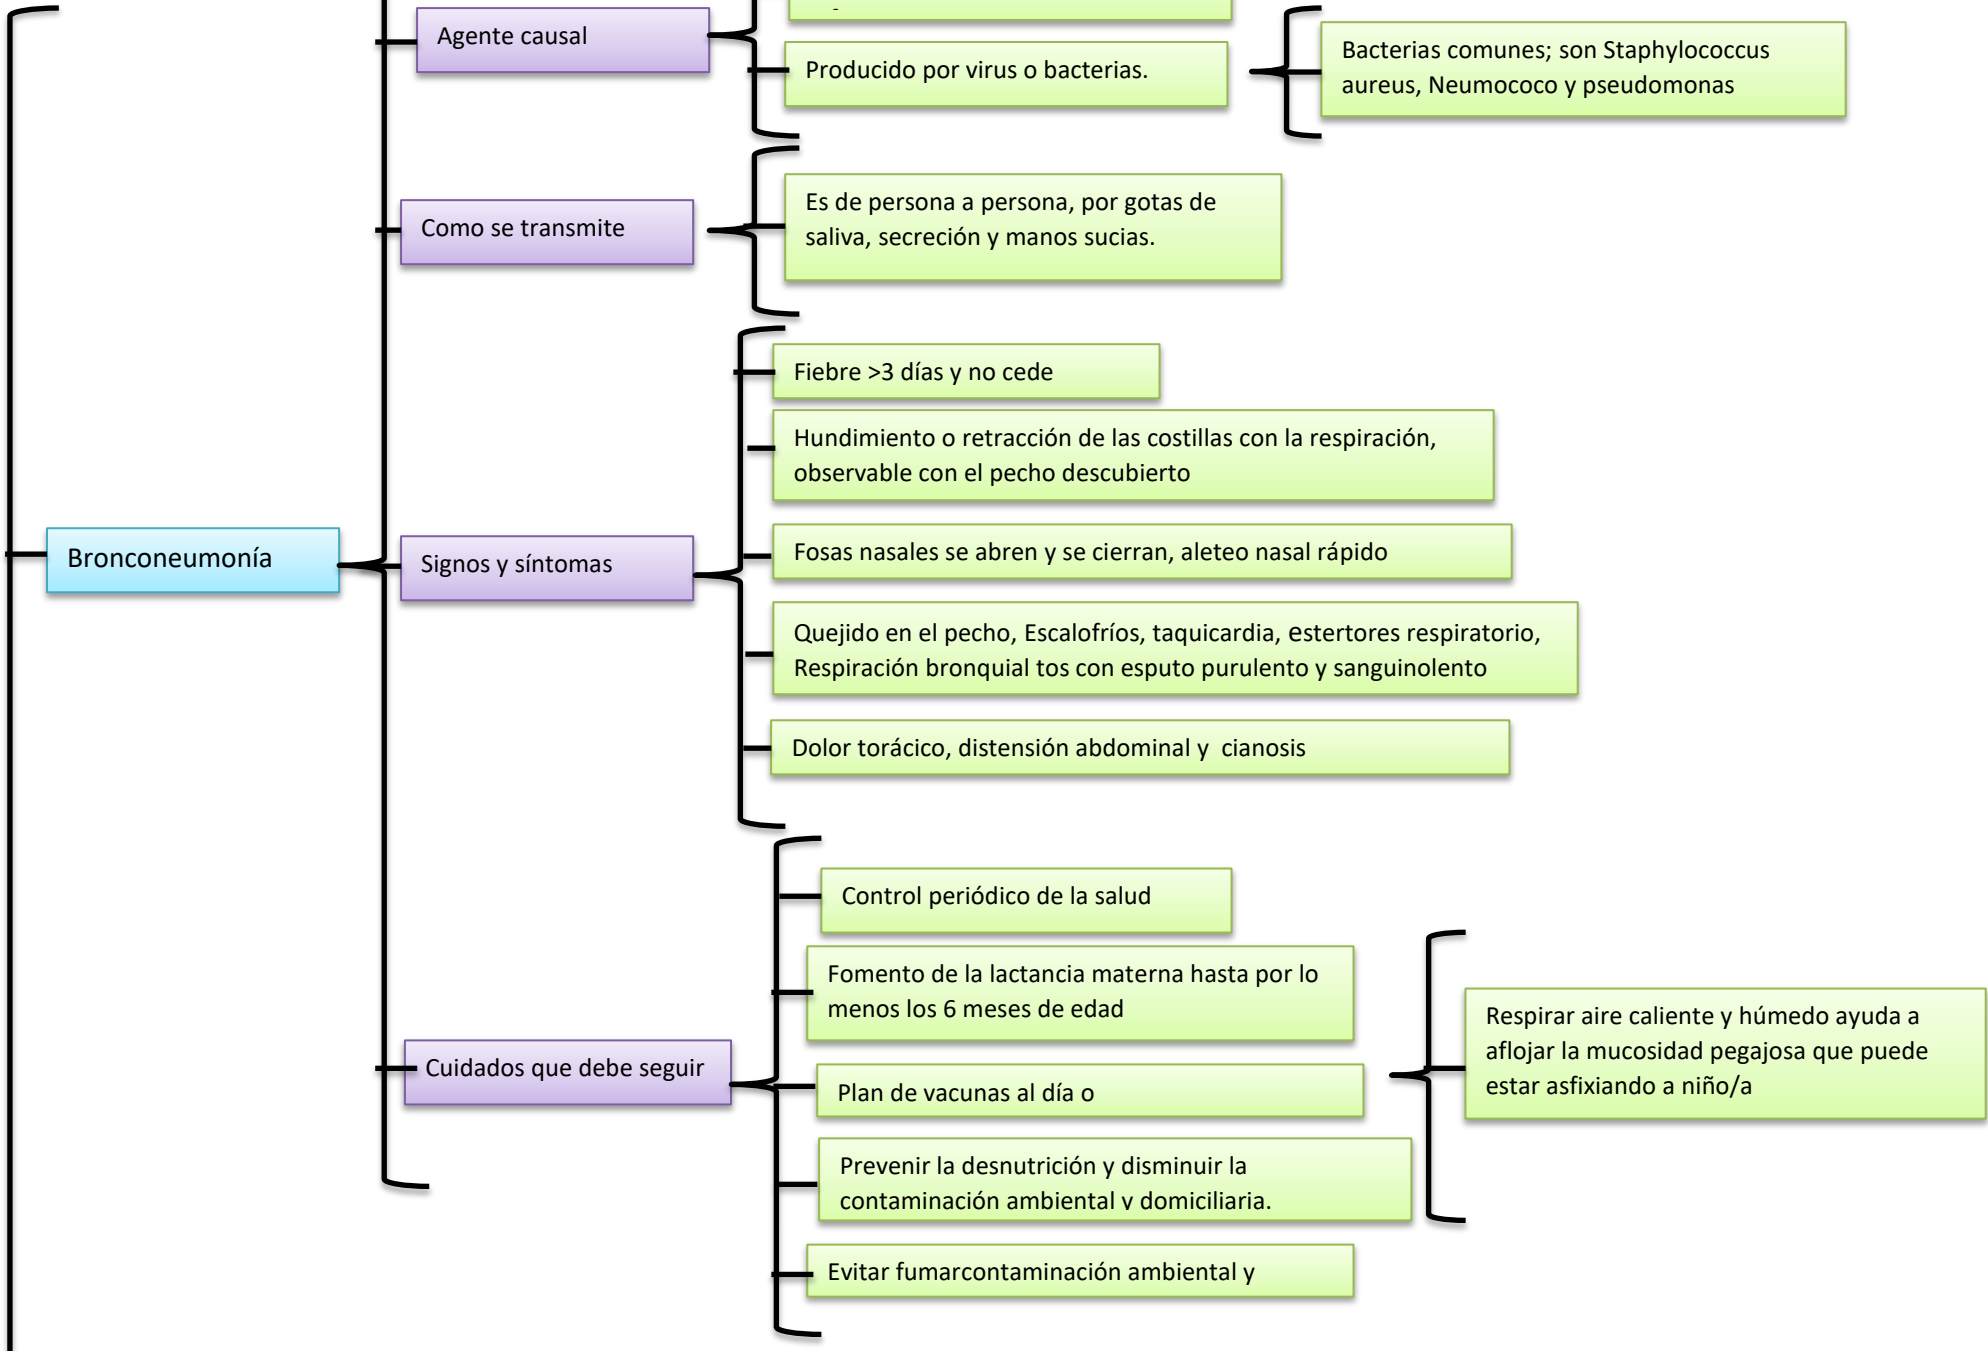 Agente causal
Producido por virus o bacterias.
Bacterias comunes; son Staphylococcus
aureus, Neumococo y pseudomonas
Como se transmite
Es de persona a persona, por gotas de
saliva, secreción y manos sucias.
Bronconeumonía
Signos y síntomas
Fiebre >3 días y no cede
Hundimiento o retracción de las costillas con la respiración,
observable con el pecho descubierto
Fosas nasales se abren y se cierran, aleteo nasal rápido
Quejido en el pecho, Escalofríos, taquicardia, estertores respiratorio,
Respiración bronquial tos con esputo purulento y sanguinolento
Dolor torácico, distensión abdominal y cianosis
Cuidados que debe seguir
Control periódico de la salud
Fomento de la lactancia materna hasta por lo
menos los 6 meses de edad
Plan de vacunas al día o
Prevenir la desnutrición y disminuir la
contaminación ambiental y domiciliaria.
Evitar fumarcontaminación ambiental y
Respirar aire caliente y húmedo ayuda a
aflojar la mucosidad pegajosa que puede
estar asfixiando a niño/a